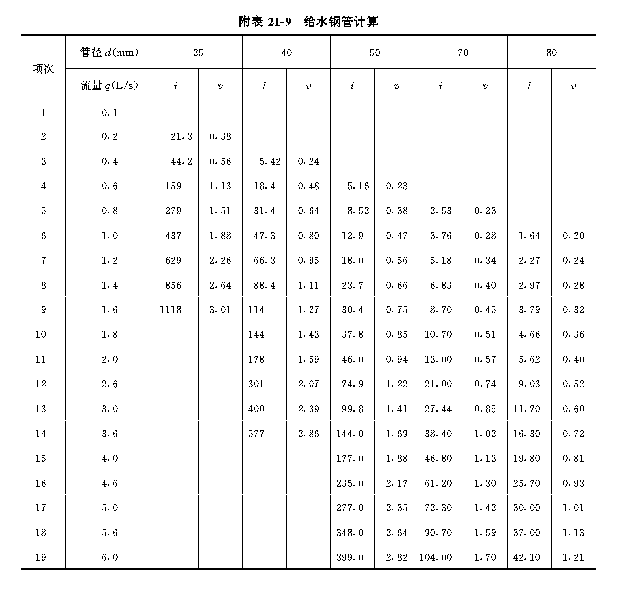 附表 21-9 给水钢管计算
项次 管径 d(mm) 25 40 50 70 80
流量 q(L/s) i v i v i v i v i v
1 0.1
2 0.2 21.3 0.38
3 0.4 44.2 0.56 5.42 0.24
4 0.6 159 1.13 18.4 0.48 5.16 0.28
5 0.8 279 1.51 31.4 0.64 8.52 0.38 2.53 0.23
6 1.0 437 1.88 47.3 0.80 12.9 0.47 3.76 0.28 1.64 0.20
7 1.2 629 2.26 66.3 0.95 18.0 0.56 5.18 0.34 2.27 0.24
8 1.4 856 2.64 88.4 1.11 23.7 0.66 6.83 0.40 2.97 0.28
9 1.6 1118 3.01 114 1.27 30.4 0.75 8.70 0.45 3.79 0.32
10 1.8 144 1.43 37.8 0.85 10.70 0.51 4.66 0.36
11 2.0 178 1.59 46.0 0.94 13.00 0.57 5.62 0.40
12 2.6 301 2.07 74.9 1.22 21.00 0.74 9.03 0.52
13 3.0 400 2.39 99.8 1.41 27.44 0.85 11.70 0.60
14 3.6 577 2.86 144.0 1.69 38.40 1.02 16.30 0.72
15 4.0 177.0 1.88 46.80 1.13 19.80 0.81
16 4.6 235.0 2.17 61.20 1.30 25.70 0.93
17 5.0 277.0 2.35 72.30 1.42 30.00 1.01
18 5.6 348.0 2.64 90.70 1.59 37.00 1.13
19 6.0 399.0 2.82 104.00 1.70 42.10 1.21